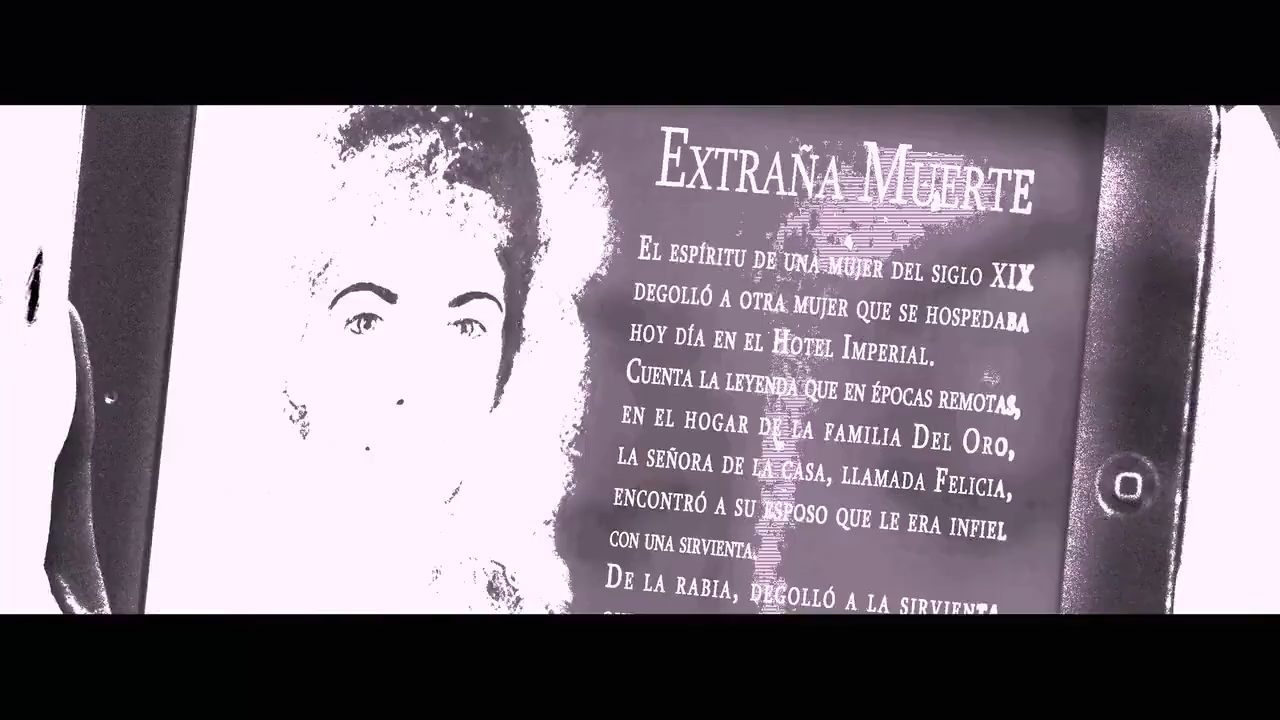 Extraña Muerte
El espíritu de una mujer del siglo XIX
degolló a otra mujer que se hospedaba
hoy día en el Hotel Imperial.
Cuenta la leyenda que en épocas remotas,
en el hogar de la familia Del Oro,
la señora de la casa, llamada Felicia,
encontró a su esposo que le era infiel
con una sirvienta.
De la rabia, degolló a la sirvienta